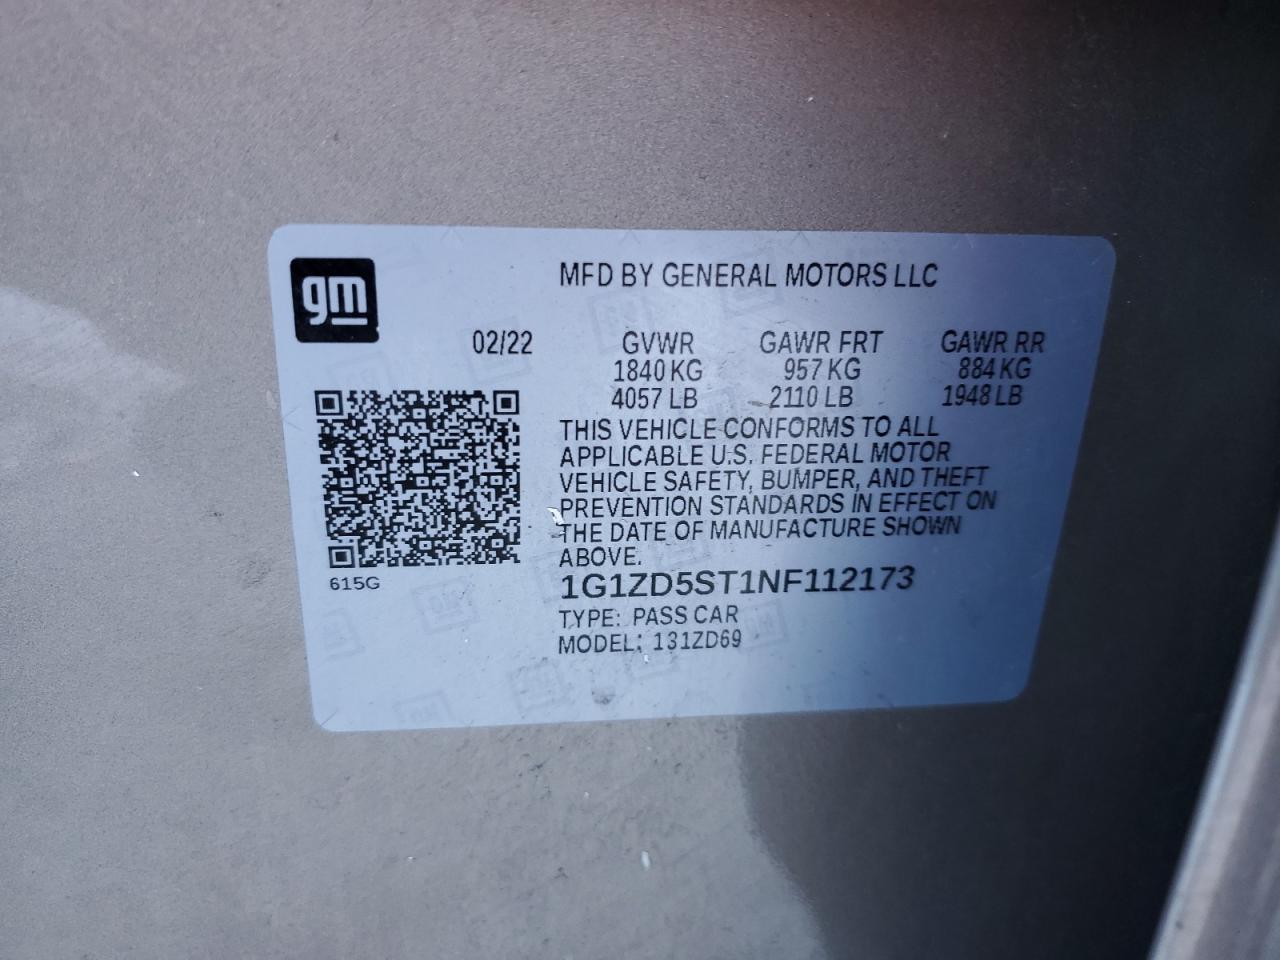 gm
MFD BY GENERAL MOTORS LLC
02/22 GVWR GAWR FRT GAWR RR
1840 KG 957 KG 884 KG
4057 LB 2110 LB 1948 LB
THIS VEHICLE CONFORMS TO ALL
APPLICABLE U.S. FEDERAL MOTOR
VEHICLE SAFETY, BUMPER, AND THEFT
PREVENTION STANDARDS IN EFFECT ON
THE DATE OF MANUFACTURE SHOWN
ABOVE.
615G
1G1ZD5ST1NF112173
TYPE: PASS CAR
MODEL: 131ZD69